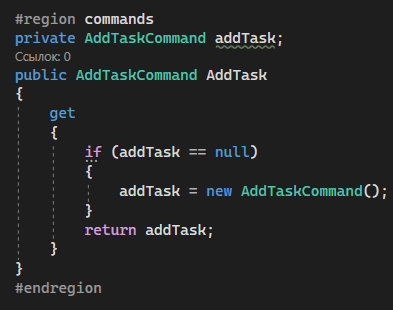 #region commands
private AddTaskCommand addTask;
Ссылок: 0
public AddTaskCommand AddTask
{
    get
    {
        if (addTask == null)
        {
            addTask = new AddTaskCommand();
        }
        return addTask;
    }
}
#endregion